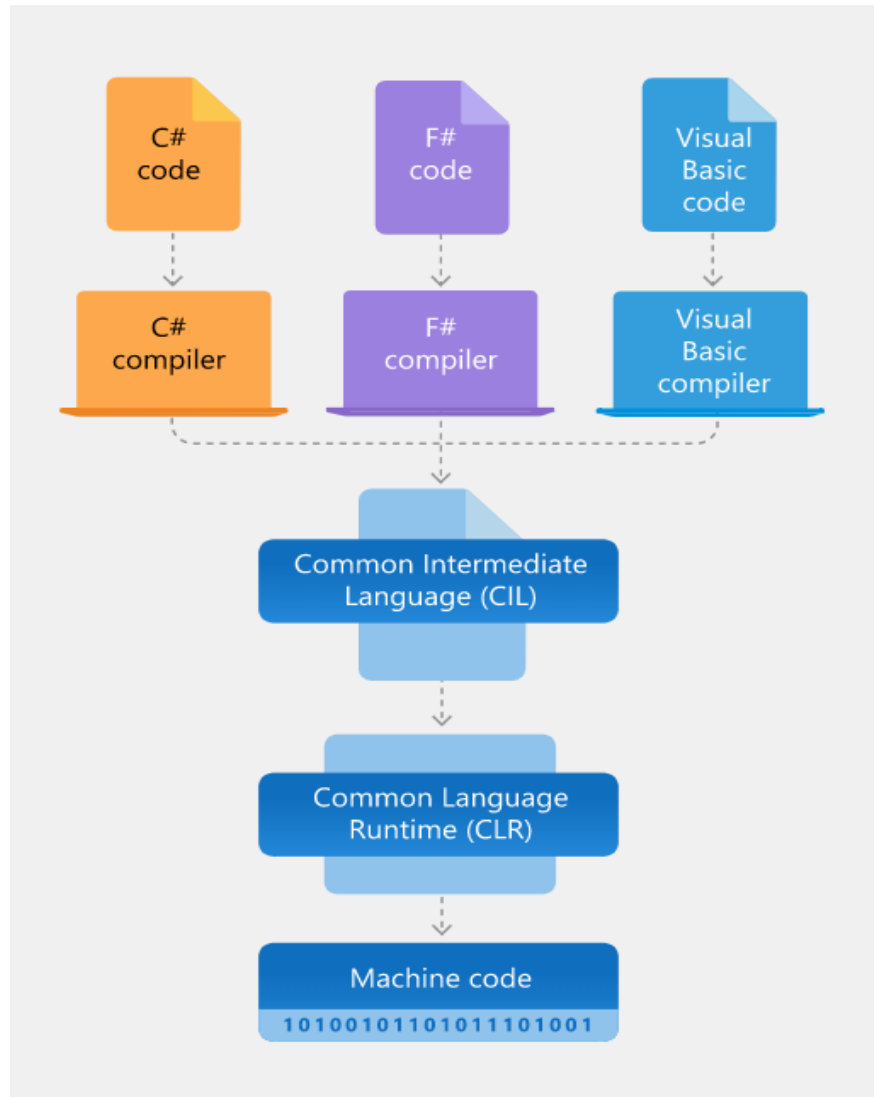 C#
code
F#
code
Visual
Basic
code
C#
compiler
F#
compiler
Visual
Basic
compiler
Common Intermediate
Language (CIL)
Common Language
Runtime (CLR)
Machine code
101001011010111101001